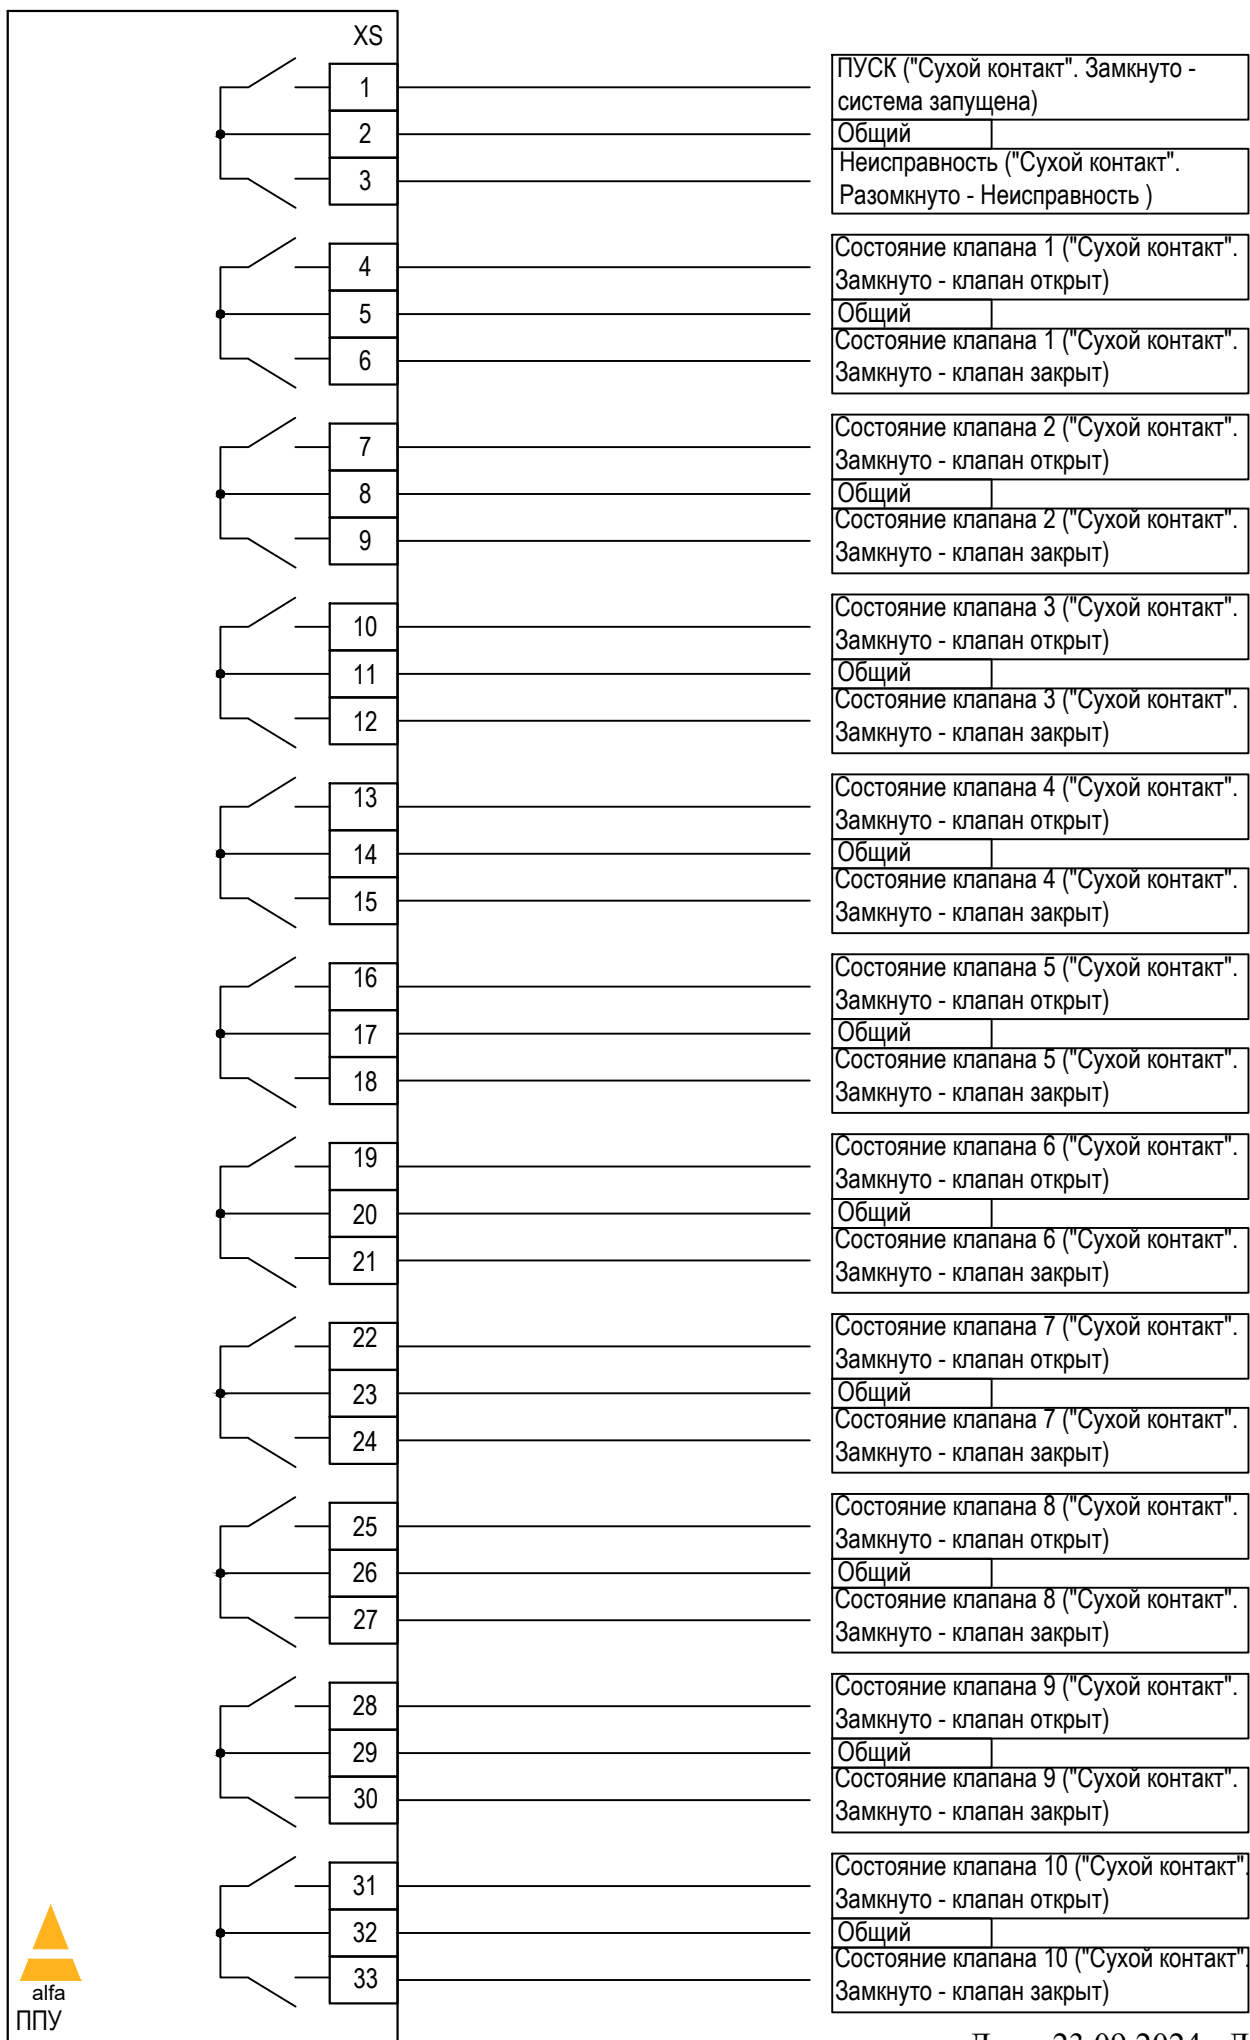 XS
1
ПУСК ("Сухой контакт". Замкнуто -
система запущена)
2
Общий
3
Неисправность ("Сухой контакт".
Разомкнуто - Неисправность )
4
Состояние клапана 1 ("Сухой контакт".
Замкнуто - клапан открыт)
5
Общий
6
Состояние клапана 1 ("Сухой контакт".
Замкнуто - клапан закрыт)
7
Состояние клапана 2 ("Сухой контакт".
Замкнуто - клапан открыт)
8
Общий
9
Состояние клапана 2 ("Сухой контакт".
Замкнуто - клапан закрыт)
10
Состояние клапана 3 ("Сухой контакт".
Замкнуто - клапан открыт)
11
Общий
12
Состояние клапана 3 ("Сухой контакт".
Замкнуто - клапан закрыт)
13
Состояние клапана 4 ("Сухой контакт".
Замкнуто - клапан открыт)
14
Общий
15
Состояние клапана 4 ("Сухой контакт".
Замкнуто - клапан закрыт)
16
Состояние клапана 5 ("Сухой контакт".
Замкнуто - клапан открыт)
17
Общий
18
Состояние клапана 5 ("Сухой контакт".
Замкнуто - клапан закрыт)
19
Состояние клапана 6 ("Сухой контакт".
Замкнуто - клапан открыт)
20
Общий
21
Состояние клапана 6 ("Сухой контакт".
Замкнуто - клапан закрыт)
22
Состояние клапана 7 ("Сухой контакт".
Замкнуто - клапан открыт)
23
Общий
24
Состояние клапана 7 ("Сухой контакт".
Замкнуто - клапан закрыт)
25
Состояние клапана 8 ("Сухой контакт".
Замкнуто - клапан открыт)
26
Общий
27
Состояние клапана 8 ("Сухой контакт".
Замкнуто - клапан закрыт)
28
Состояние клапана 9 ("Сухой контакт".
Замкнуто - клапан открыт)
29
Общий
30
Состояние клапана 9 ("Сухой контакт".
Замкнуто - клапан закрыт)
31
Состояние клапана 10 ("Сухой контакт".
Замкнуто - клапан открыт)
32
Общий
33
Состояние клапана 10 ("Сухой контакт".
Замкнуто - клапан закрыт)
alfa
ППУ
23.09.2024